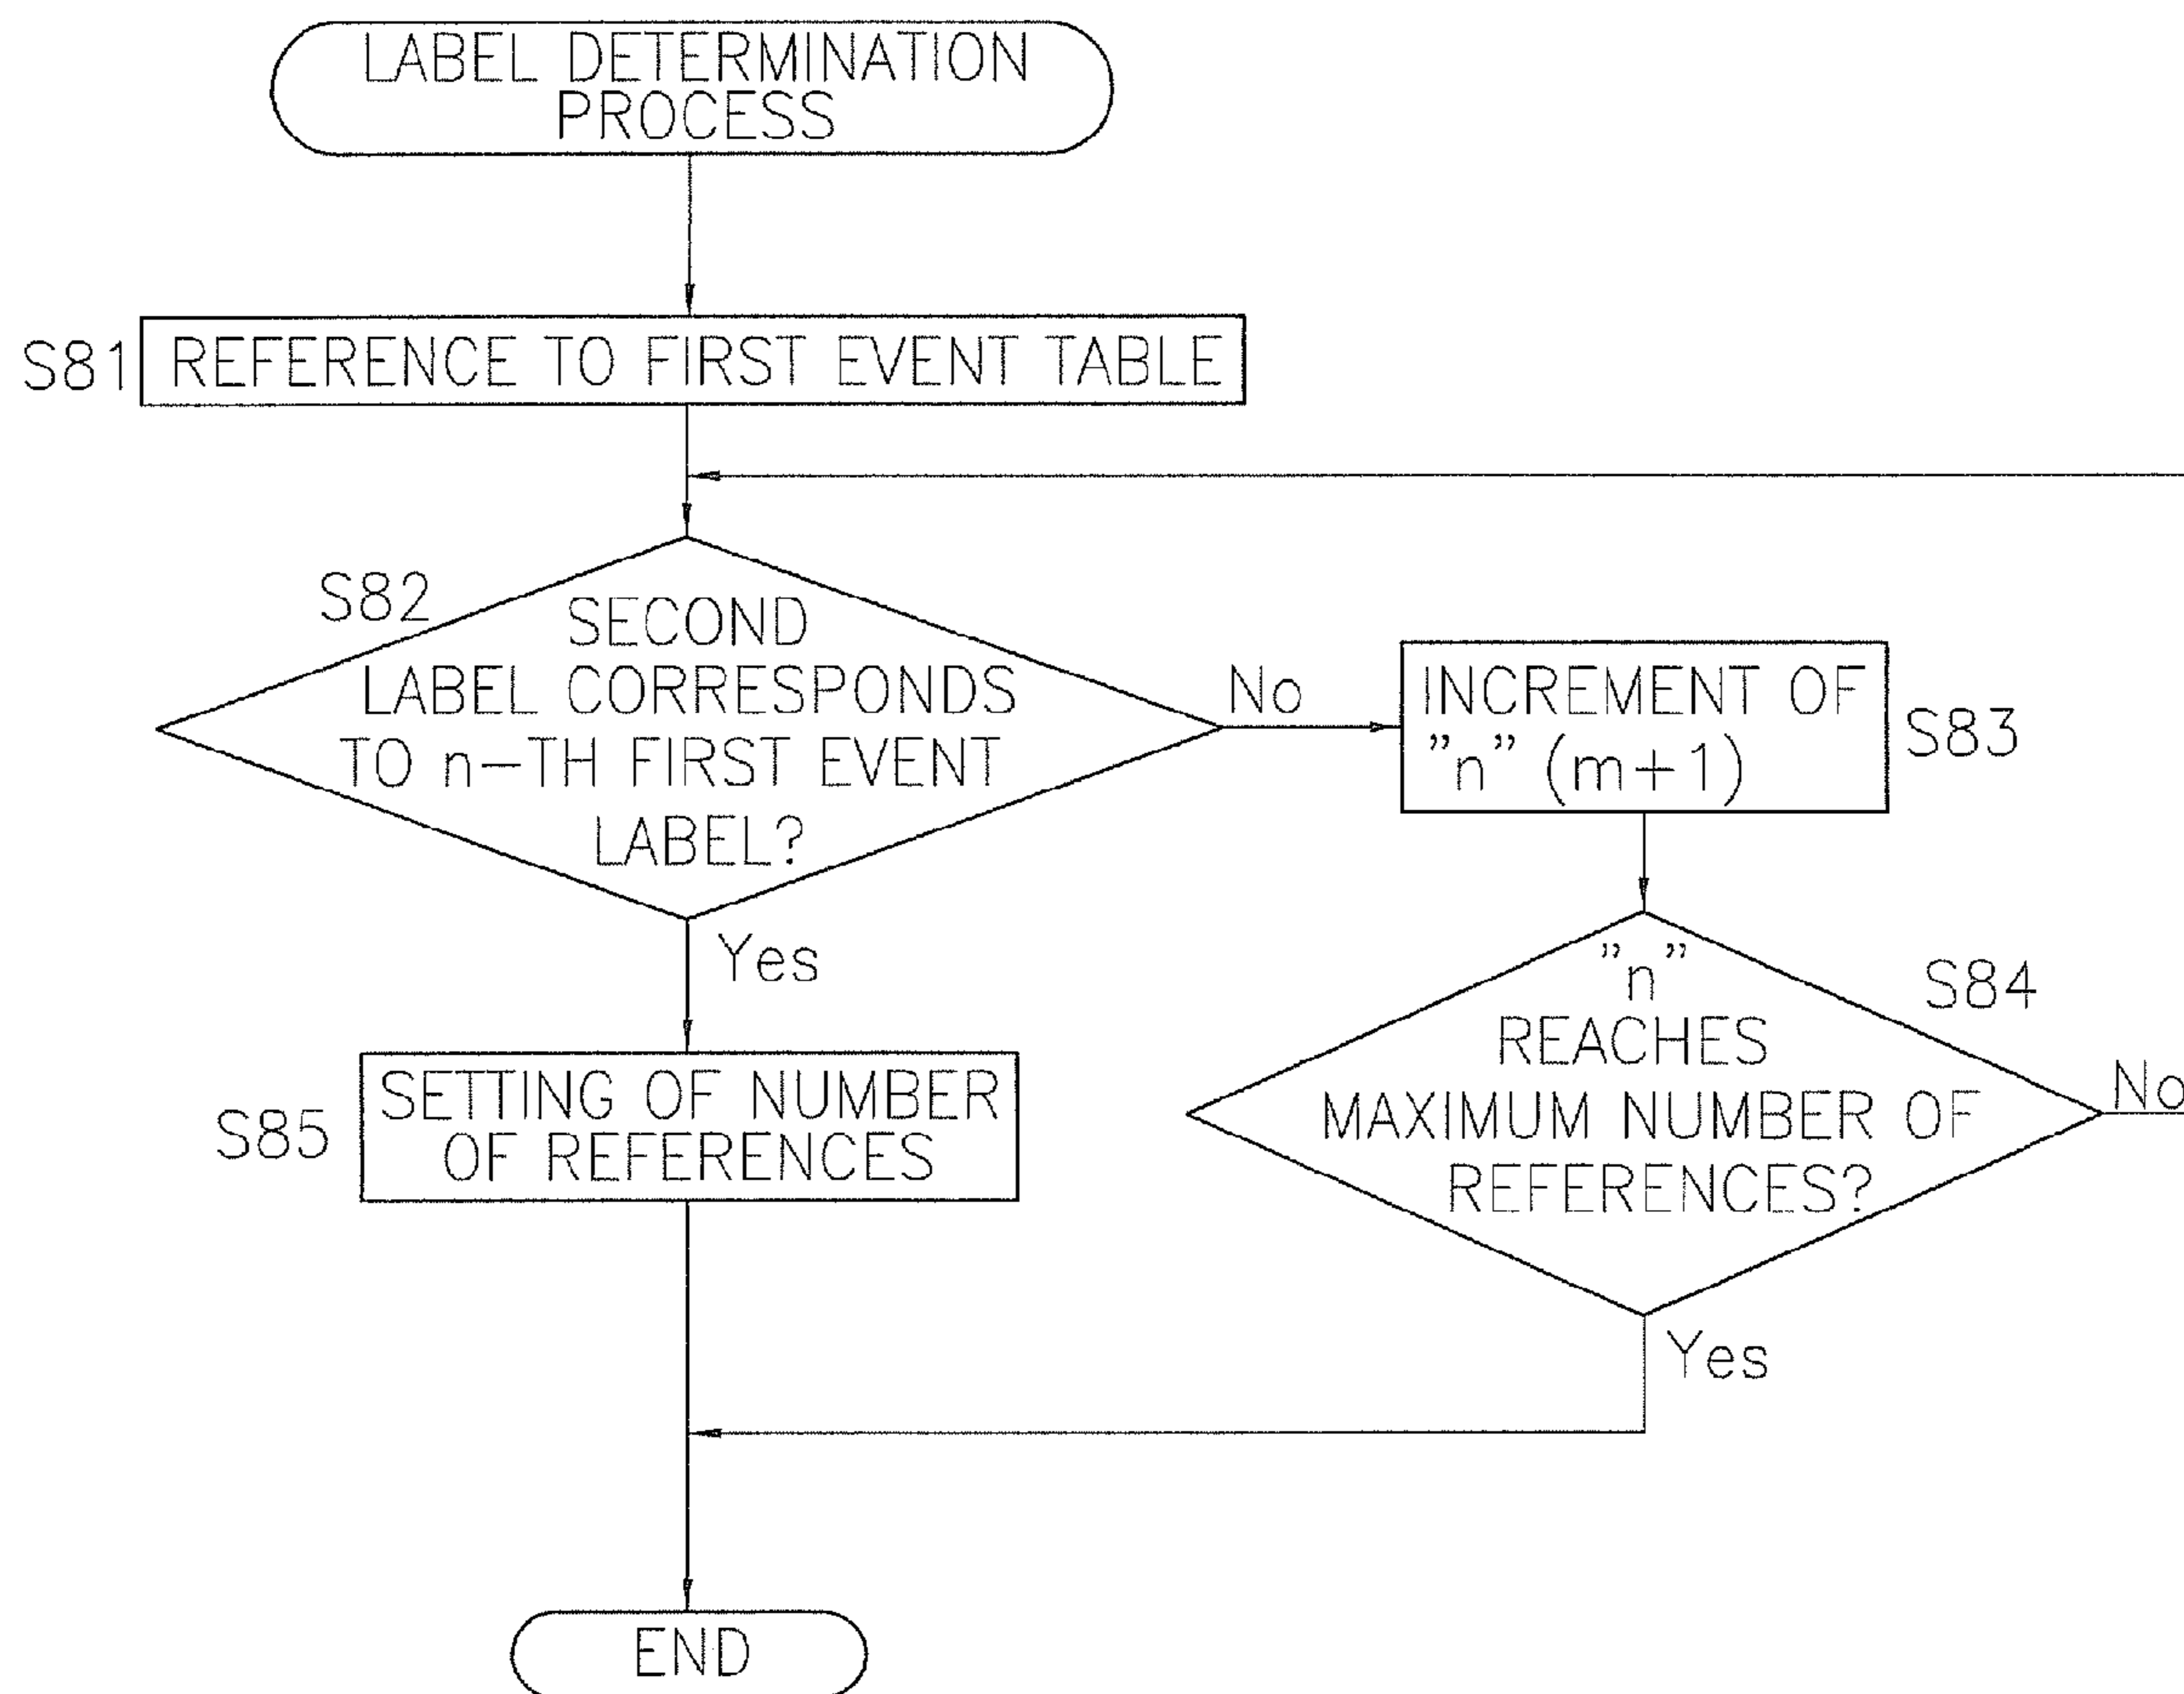 LABEL DETERMINATION
PROCESS
S81
REFERENCE TO FIRST EVENT TABLE
S82
SECOND
LABEL CORRESPONDS
TO n-TH FIRST EVENT
LABEL?
No
INCREMENT OF
"n" (m+1)
S83
Yes
"n"
REACHES
MAXIMUM NUMBER OF
REFERENCES?
S84
No
S85
SETTING OF NUMBER
OF REFERENCES
Yes
END